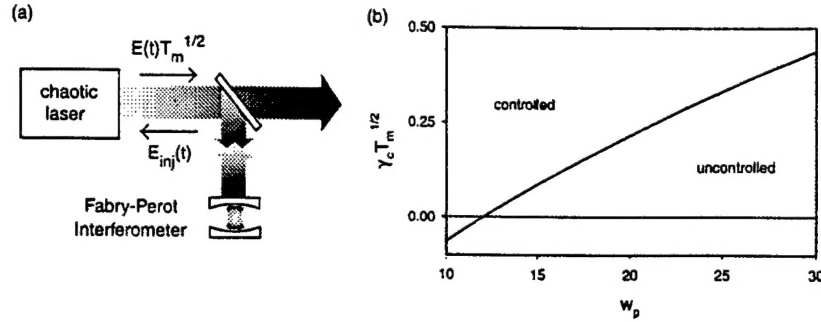 (a)
E(t)T_m^1/2
chaotic
laser
E_inj(t)
Fabry-Perot
Interferometer
(b)
0.50
0.25
0.00
γ_c T_m^1/2
controlled
uncontrolled
10
15
20
25
30
W_p